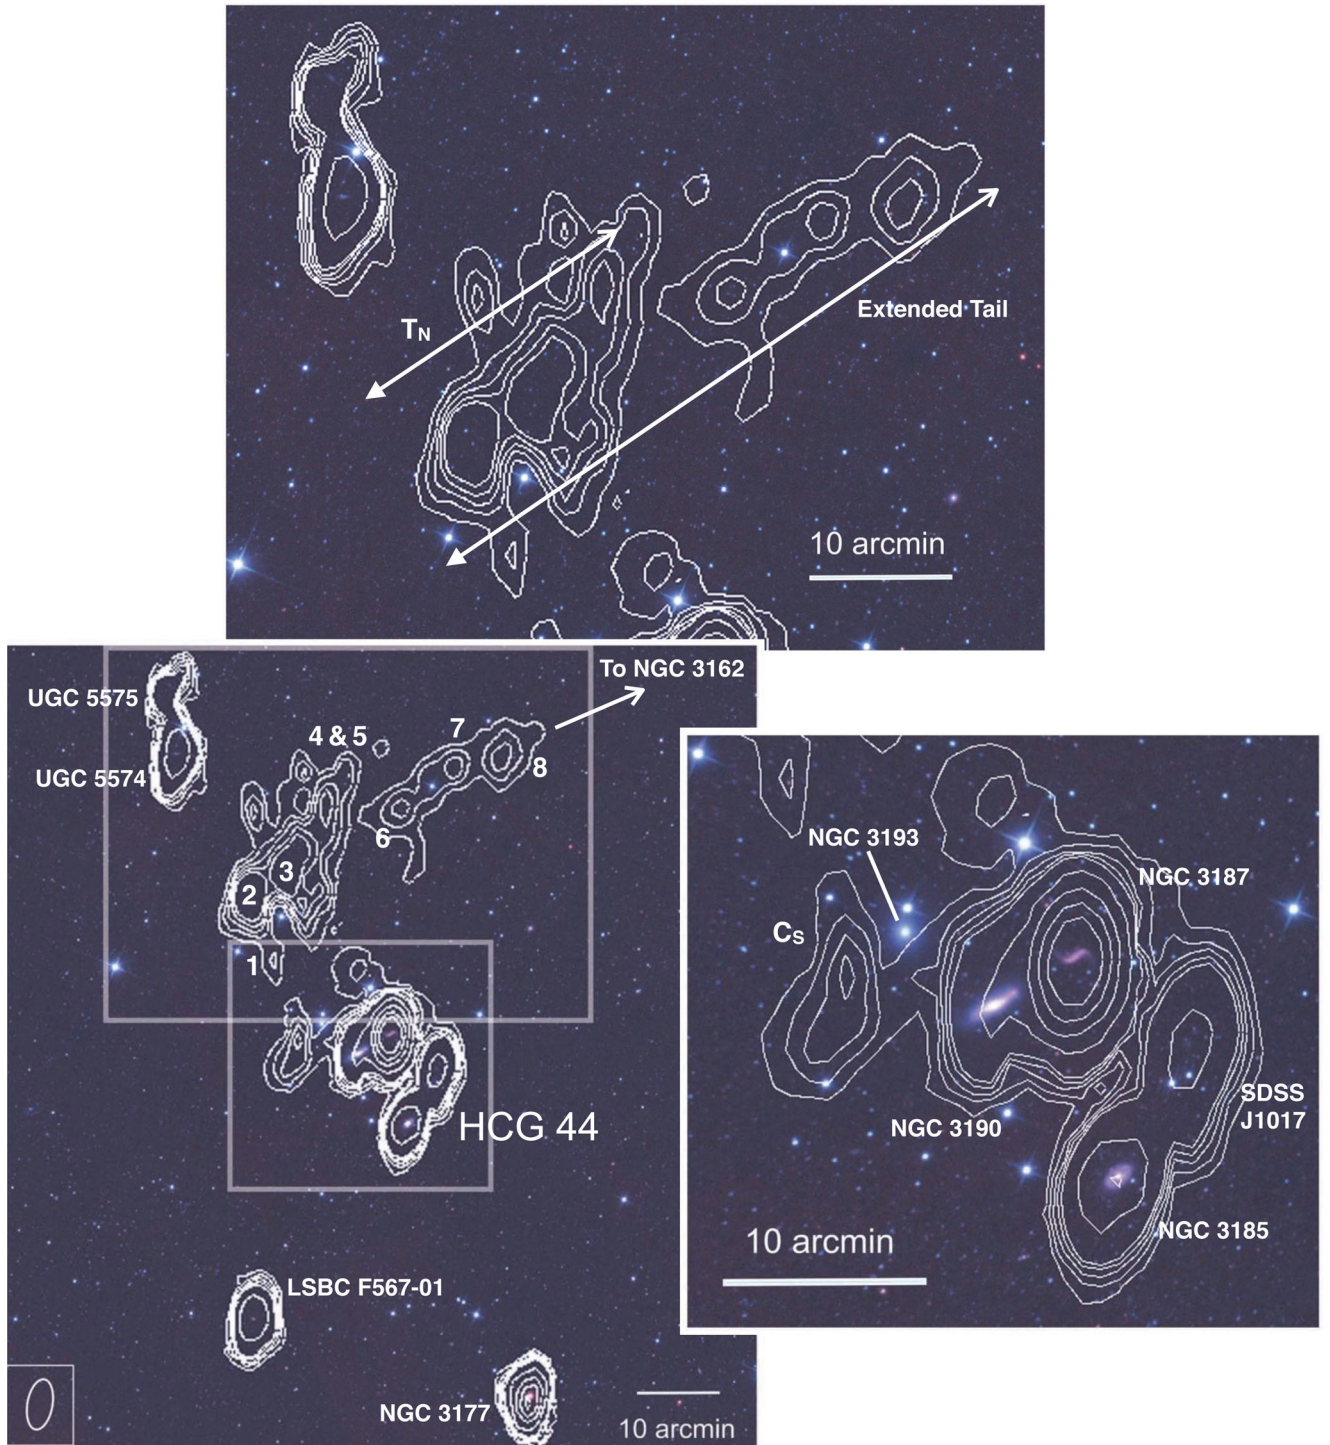 T_N
Extended Tail
10 arcmin
To NGC 3162
UGC 5575
4 & 5
7
UGC 5574
8
6
3
2
1
HCG 44
LSBC F567-01
NGC 3177
10 arcmin
NGC 3193
NGC 3187
C_S
SDSS
J1017
NGC 3190
NGC 3185
10 arcmin